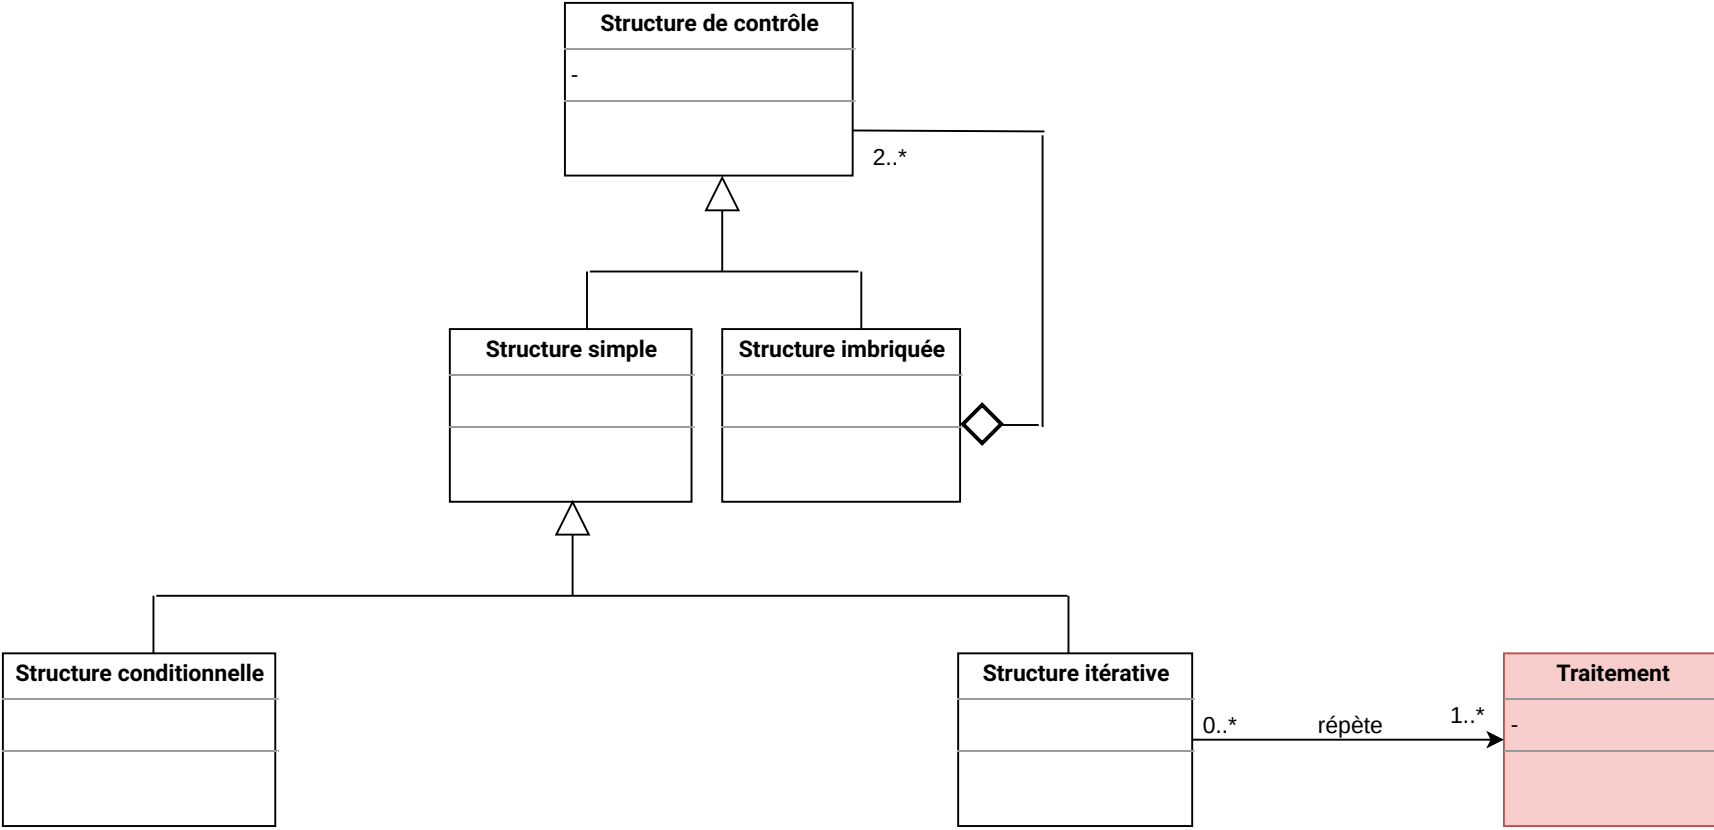 Structure de contrôle
-
2..*
Structure simple
Structure imbriquée
Structure conditionnelle
Structure itérative
Traitement
0..*
répète
1..*
-